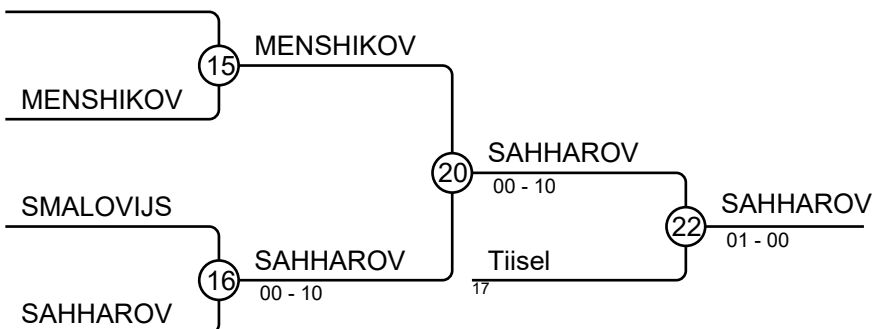 MENSHIKOV
15
MENSHIKOV
SAHHAROV
20
00 - 10
SMALOVIJS
SAHHAROV
22
01 - 00
SAHHAROV
16
00 - 10
Tiisel
17
SAHHAROV